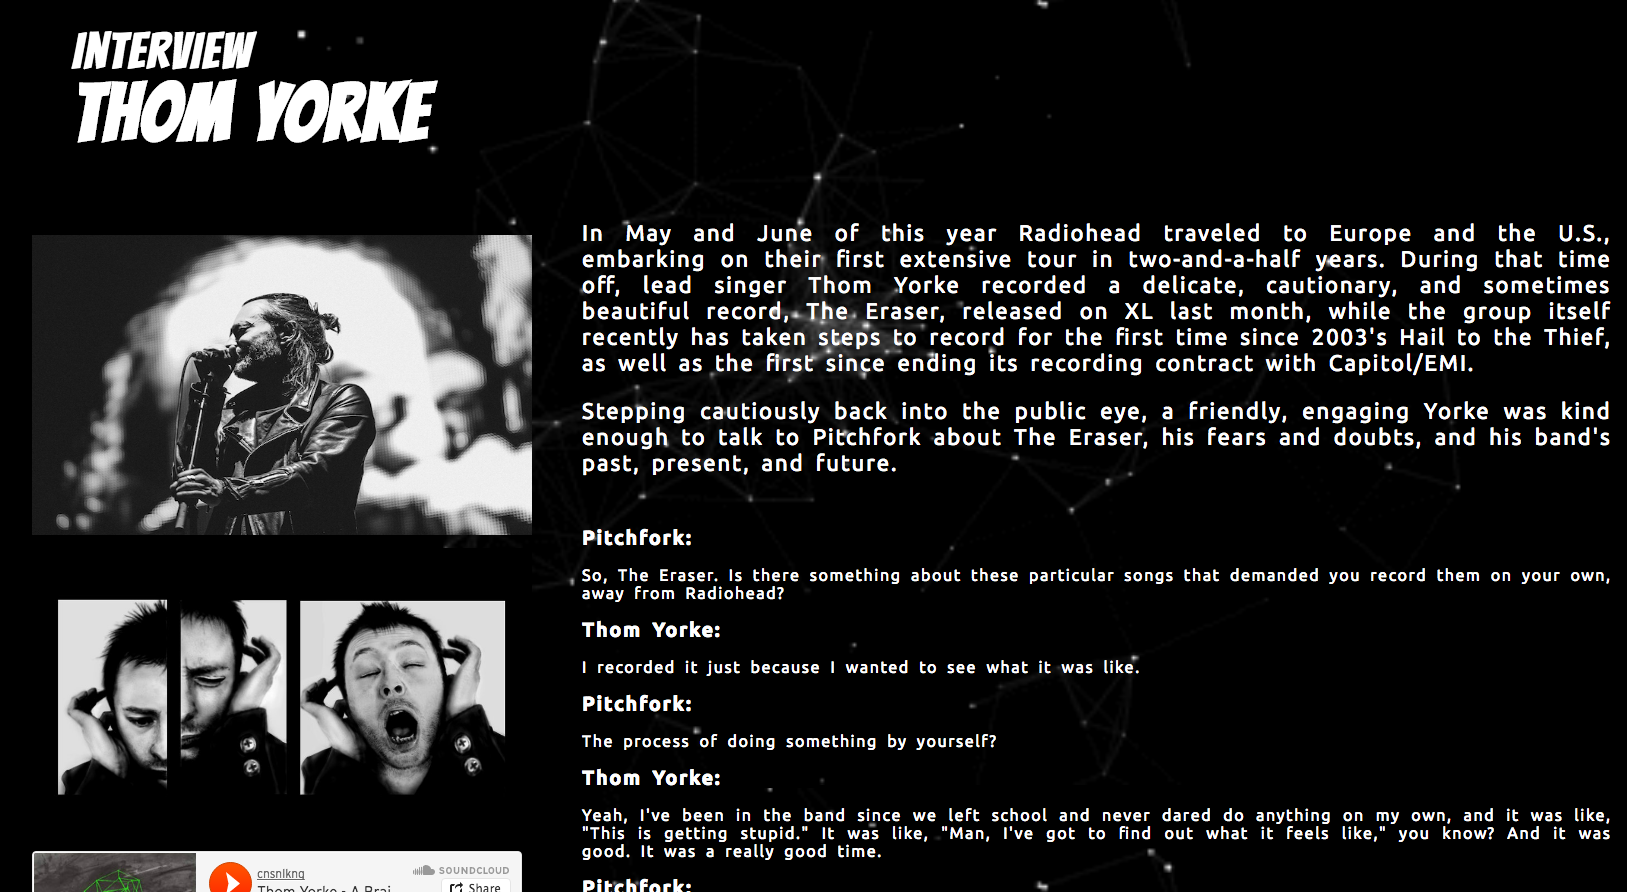 INTERVIEW
THOM YORKE
In May and June of this year Radiohead traveled to Europe and the U.S.,
embarking on their first extensive tour in two-and-a-half years. During that time
off, lead singer Thom Yorke recorded a delicate, cautionary, and sometimes
beautiful record, The Eraser, released on XL last month, while the group itself
recently has taken steps to record for the first time since 2003's Hail to the Thief,
as well as the first since ending its recording contract with Capitol/EMI.
Stepping cautiously back into the public eye, a friendly, engaging Yorke was kind
enough to talk to Pitchfork about The Eraser, his fears and doubts, and his band's
past, present, and future.
Pitchfork:
So, The Eraser. Is there something about these particular songs that demanded you record them on your own,
away from Radiohead?
Thom Yorke:
I recorded it just because I wanted to see what it was like.
Pitchfork:
The process of doing something by yourself?
Thom Yorke:
Yeah, I've been in the band since we left school and never dared do anything on my own, and it was like,
"This is getting stupid." It was like, "Man, I've got to find out what it feels like," you know? And it was
good. It was a really good time.
Pitchfork:
cnsnlknq
SOUNDCLOUD
Thom Yorke - A Brai
Share